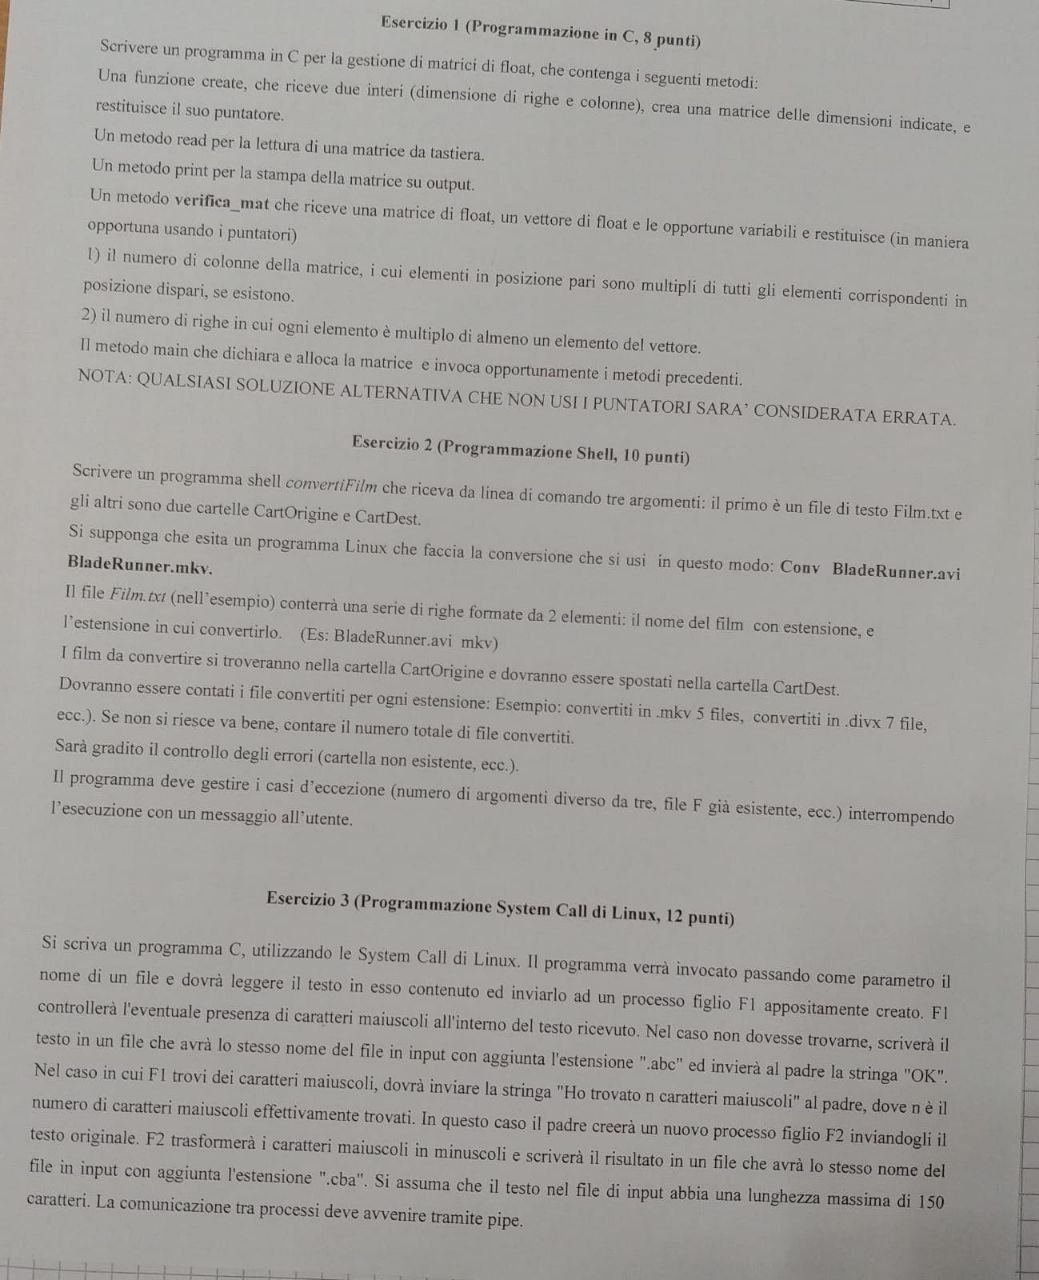 Esercizio 1 (Programmazione in C, 8 punti)
Scrivere un programma in C per la gestione di matrici di float, che contenga i seguenti metodi:
Una funzione create, che riceve due interi (dimensione di righe e colonne), crea una matrice delle dimensioni indicate, e
restituisce il suo puntatore.
Un metodo read per la lettura di una matrice da tastiera.
Un metodo print per la stampa della matrice su output.
Un metodo verifica_mat che riceve una matrice di float, un vettore di float e le opportune variabili e restituisce (in maniera
opportuna usando i puntatori)
1) il numero di colonne della matrice, i cui elementi in posizione pari sono multipli di tutti gli elementi corrispondenti in
posizione dispari, se esistono.
2) il numero di righe in cui ogni elemento è multiplo di almeno un elemento del vettore.
Il metodo main che dichiara e alloca la matrice e invoca opportunamente i metodi precedenti.
NOTA: QUALSIASI SOLUZIONE ALTERNATIVA CHE NON USI I PUNTATORI SARA' CONSIDERATA ERRATA.
Esercizio 2 (Programmazione Shell, 10 punti)
Scrivere un programma shell convertiFilm che riceva da linea di comando tre argomenti: il primo è un file di testo Film.txt e
gli altri sono due cartelle CartOrigine e CartDest.
Si supponga che esita un programma Linux che faccia la conversione che si usi in questo modo: Conv BladeRunner.avi
BladeRunner.mkv.
Il file Film.txt (nell'esempio) conterrà una serie di righe formate da 2 elementi: il nome del film con estensione, e
l'estensione in cui convertirlo. (Es: BladeRunner.avi mkv)
I film da convertire si troveranno nella cartella CartOrigine e dovranno essere spostati nella cartella CartDest.
Dovranno essere contati i file convertiti per ogni estensione: Esempio: convertiti in .mkv 5 files, convertiti in .divx 7 file,
ecc.). Se non si riesce va bene, contare il numero totale di file convertiti.
Sarà gradito il controllo degli errori (cartella non esistente, ecc.).
Il programma deve gestire i casi d'eccezione (numero di argomenti diverso da tre, file F già esistente, ecc.) interrompendo
l'esecuzione con un messaggio all'utente.
Esercizio 3 (Programmazione System Call di Linux, 12 punti)
Si scriva un programma C, utilizzando le System Call di Linux. Il programma verrà invocato passando come parametro il
nome di un file e dovrà leggere il testo in esso contenuto ed inviarlo ad un processo figlio F1 appositamente creato. F1
controllerà l'eventuale presenza di caratteri maiuscoli all'interno del testo ricevuto. Nel caso non dovesse trovarne, scriverà il
testo in un file che avrà lo stesso nome del file in input con aggiunta l'estensione ".abc" ed invierà al padre la stringa "OK".
Nel caso in cui F1 trovi dei caratteri maiuscoli, dovrà inviare la stringa "Ho trovato n caratteri maiuscoli" al padre, dove n è il
numero di caratteri maiuscoli effettivamente trovati. In questo caso il padre creerà un nuovo processo figlio F2 inviandogli il
testo originale. F2 trasformerà i caratteri maiuscoli in minuscoli e scriverà il risultato in un file che avrà lo stesso nome del
file in input con aggiunta l'estensione ".cba". Si assuma che il testo nel file di input abbia una lunghezza massima di 150
caratteri. La comunicazione tra processi deve avvenire tramite pipe.